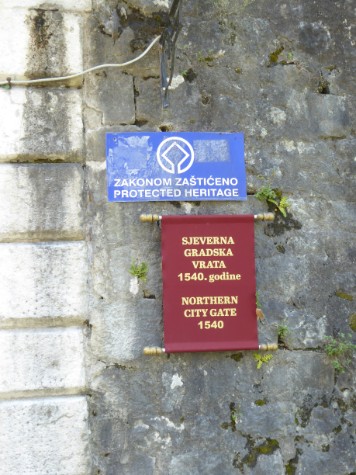 ZAKONOM ZAŠTIĆENO
PROTECTED HERITAGE
SJEVERNA
GRADSKA
VRATA
1540. godine
NORTHERN
CITY GATE
1540